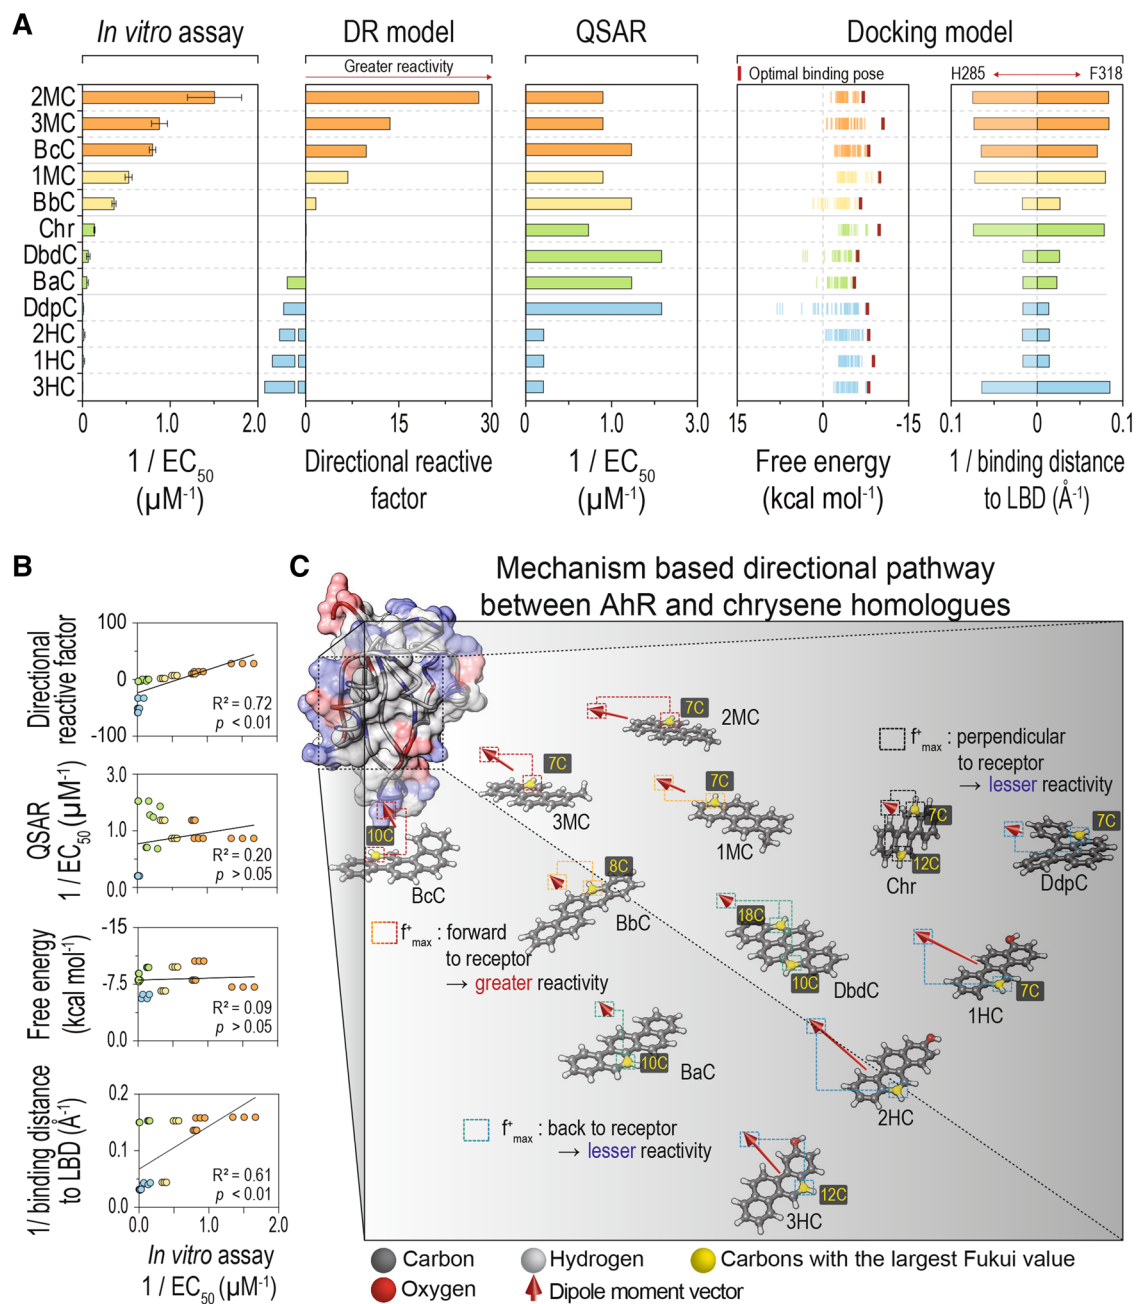 A
In vitro assay
DR model
QSAR
Docking model
Greater reactivity
Optimal binding pose
H285
F318
2MC
3MC
BcC
1MC
BbC
Chr
DbdC
BaC
DdpC
2HC
1HC
3HC
0 1.0 2.0
0 15 30
0 3.0
15 0 -15
0.1 0 0.1
1 / EC50
(µM-1)
Directional reactive
factor
1 / EC50
(µM-1)
Free energy
(kcal mol-1)
1 / binding distance
to LBD (Å-1)
B
Directional
reactive factor
100
0
-100
R² = 0.72
p < 0.01
QSAR
1 / EC50 (µM-1)
3.0
1.0
0.0
R² = 0.20
p > 0.05
Free energy
(kcal mol-1)
-15
-7.5
0.0
R² = 0.09
p > 0.05
1/ binding distance
to LBD (Å-1)
0.2
0.1
0.0
R² = 0.61
p < 0.01
0.0 1.0 2.0
In vitro assay
1 / EC50 (µM-1)
C
Mechanism based directional pathway
between AhR and chrysene homologues
7C
2MC
7C
3MC
7C
1MC
f+max : perpendicular
to receptor
→ lesser reactivity
7C
12C
Chr
7C
DdpC
10C
BcC
8C
BbC
f+max : forward
to receptor
→ greater reactivity
18C
10C
DbdC
7C
1HC
10C
BaC
2HC
f+max : back to receptor
→ lesser reactivity
12C
3HC
Carbon
Hydrogen
Carbons with the largest Fukui value
Oxygen
Dipole moment vector